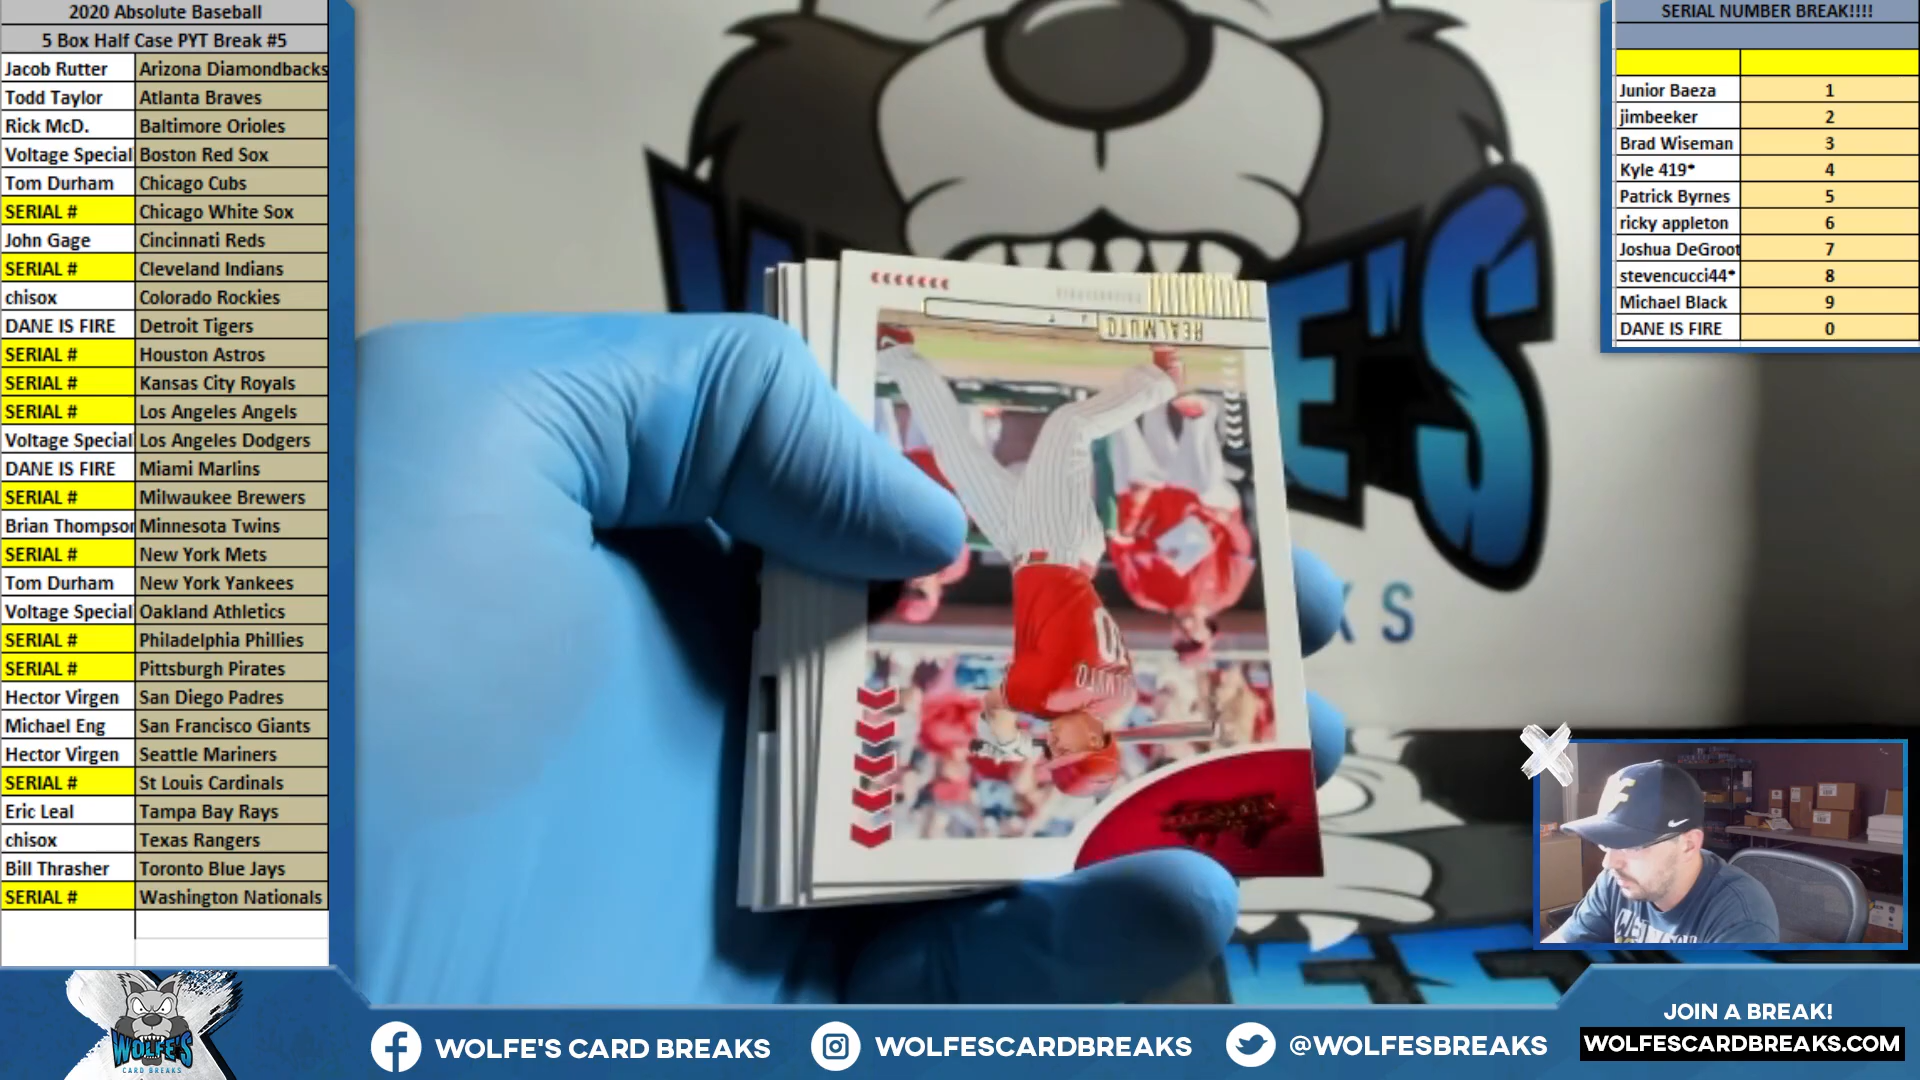 2020 Absolute Baseball
5 Box Half Case PYT Break #5
Jacob Rutter Arizona Diamondbacks
Todd Taylor Atlanta Braves
Rick McD. Baltimore Orioles
Voltage Special Boston Red Sox
Tom Durham Chicago Cubs
SERIAL # Chicago White Sox
John Gage Cincinnati Reds
SERIAL # Cleveland Indians
chisox Colorado Rockies
DANE IS FIRE Detroit Tigers
SERIAL # Houston Astros
SERIAL # Kansas City Royals
SERIAL # Los Angeles Angels
Voltage Special Los Angeles Dodgers
DANE IS FIRE Miami Marlins
SERIAL # Milwaukee Brewers
Brian Thompson Minnesota Twins
SERIAL # New York Mets
Tom Durham New York Yankees
Voltage Special Oakland Athletics
SERIAL # Philadelphia Phillies
SERIAL # Pittsburgh Pirates
Hector Virgen San Diego Padres
Michael Eng San Francisco Giants
Hector Virgen Seattle Mariners
SERIAL # St Louis Cardinals
Eric Leal Tampa Bay Rays
chisox Texas Rangers
Bill Thrasher Toronto Blue Jays
SERIAL # Washington Nationals
REALMUTO
SERIAL NUMBER BREAK!!!!
Junior Baeza 1
jimbeeker 2
Brad Wiseman 3
Kyle 419* 4
Patrick Byrnes 5
ricky appleton 6
Joshua DeGroot 7
stevencucci44* 8
Michael Black 9
DANE IS FIRE 0
WOLFE'S
CARD BREAKS
WOLFE'S CARD BREAKS
WOLFESCARDBREAKS
@WOLFESBREAKS
JOIN A BREAK!
WOLFESCARDBREAKS.COM